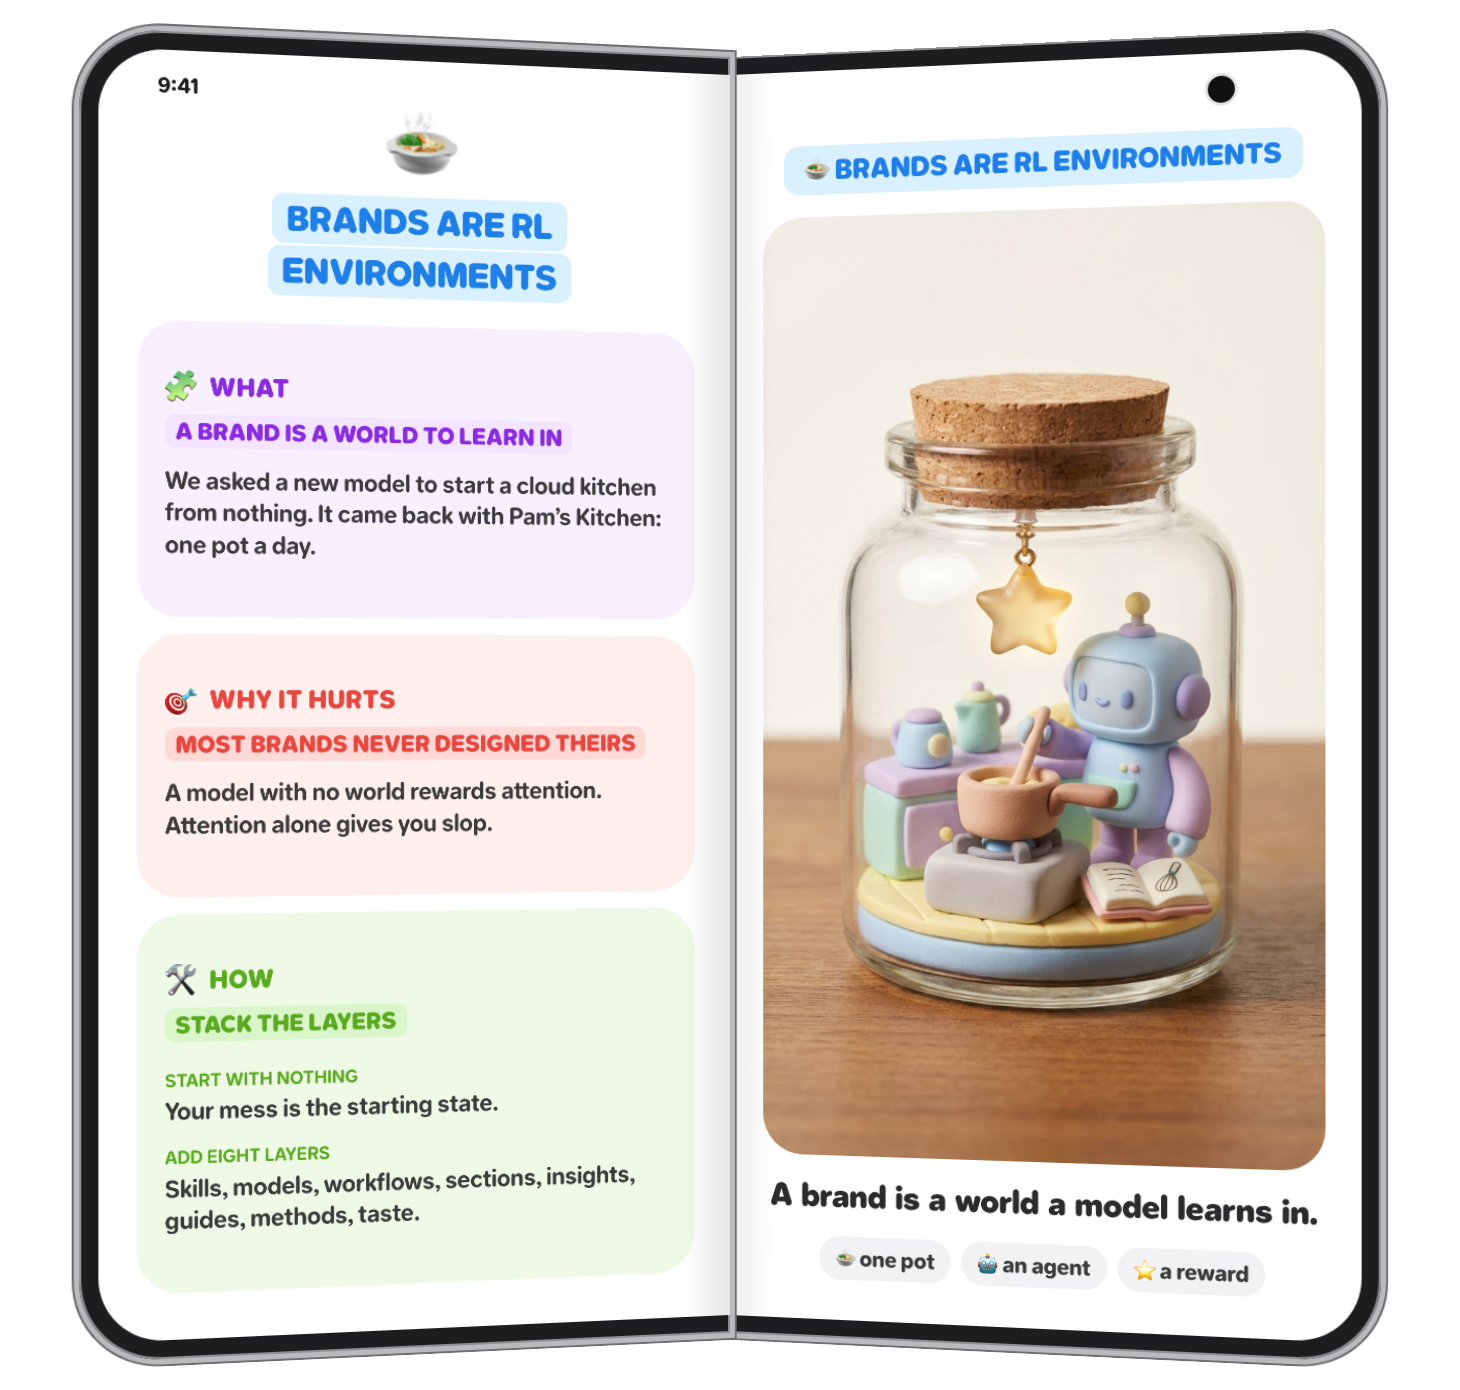 9:41
BRANDS ARE RL
ENVIRONMENTS
WHAT
A BRAND IS A WORLD TO LEARN IN
We asked a new model to start a cloud kitchen
from nothing. It came back with Pam’s Kitchen:
one pot a day.
WHY IT HURTS
MOST BRANDS NEVER DESIGNED THEIRS
A model with no world rewards attention.
Attention alone gives you slop.
HOW
STACK THE LAYERS
START WITH NOTHING
Your mess is the starting state.
ADD EIGHT LAYERS
Skills, models, workflows, sections, insights,
guides, methods, taste.
BRANDS ARE RL ENVIRONMENTS
A brand is a world a model learns in.
one pot
an agent
a reward